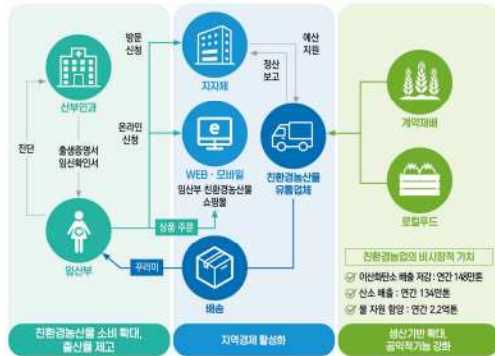 방문
신청
예산
지원
정산
보고
산부인과
지자체
계약재배
진단
출생증명서
임신확인서
온라인
신청
e
WEB - 모바일
임산부 친환경농산물
쇼핑몰
친환경농산물
유통업체
로컬푸드
상품 주문
임산부
꾸러미
배송
친환경농업의 비시장적 가치
이산화탄소 배출 저감 : 연간 148만톤
산소 배출 : 연간 134만톤
물 자원 함양 : 연간 2.2억톤
친환경농산물 소비 확대,
출산율 제고
지역경제 활성화
생산기반 확대,
공익적기능 강화